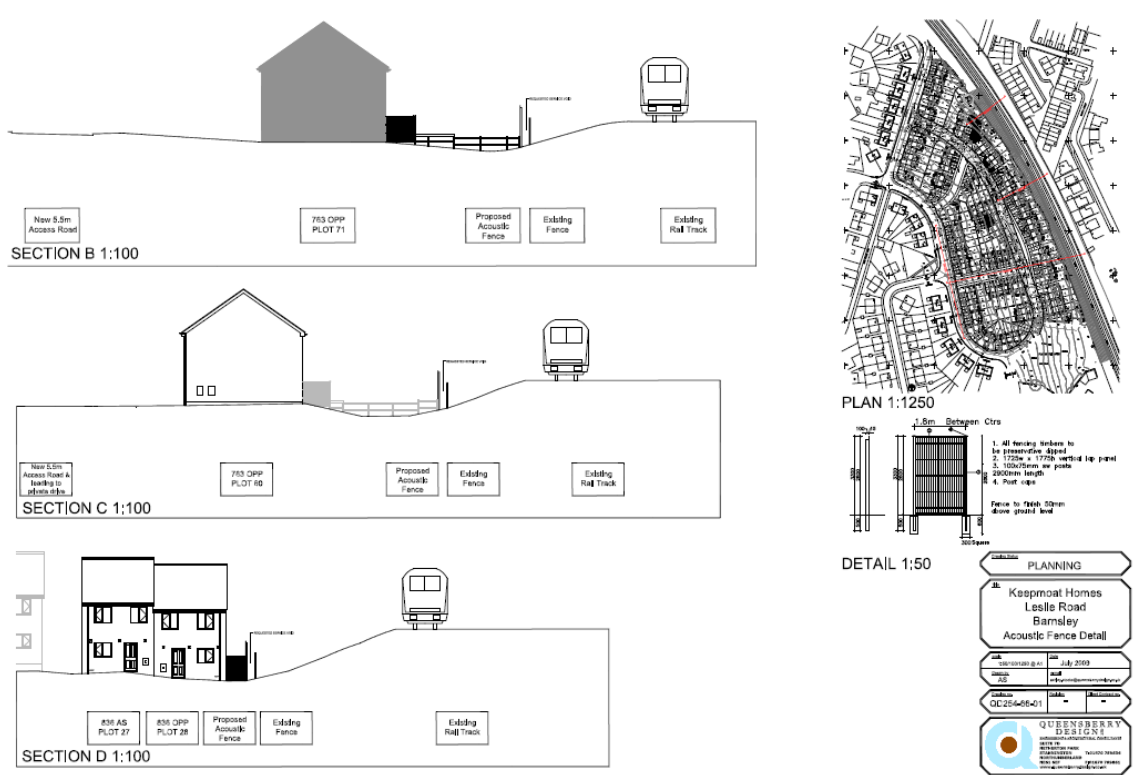 New 5.5m
Access Road
763 OPP
PLOT 71
Proposed
Acoustic
Fence
Existing
Fence
Existing
Rail Track
SECTION B 1:100
New 5.5m
Access Road &
leading to
private drive
763 OPP
PLOT 60
Proposed
Acoustic
Fence
Existing
Fence
Existing
Rail Track
SECTION C 1:100
836 AS
PLOT 27
836 OPP
PLOT 28
Proposed
Acoustic
Fence
Existing
Fence
Existing
Rail Track
SECTION D 1:100
PLAN 1:1250
1.8m Between Ctrs
1. All fencing timbers to
be preservative dipped
2. 1725w x 1775h vertical lap panel
3. 100x75mm sw posts
2900mm length
4. Post caps
Fence to finish 50mm
above ground level
300 Square
DETAIL 1:50
PLANNING
Keepmoat Homes
Leslie Road
Barnsley
Acoustic Fence Detail
July 2009
AS
QD254-66-01
QUEENSBERRY
DESIGN